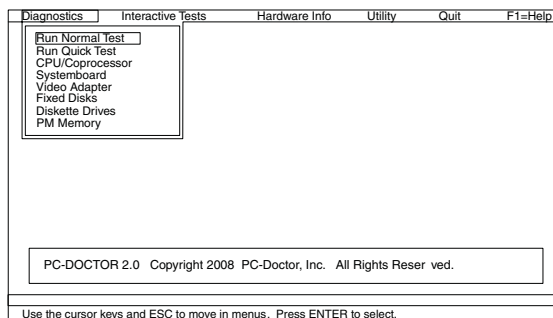 Diagnostics Interactive Tests Hardware Info Utility Quit F1=Help
Run Normal Test
Run Quick Test
CPU/Coprocessor
Systemboard
Video Adapter
Fixed Disks
Diskette Drives
PM Memory
PC-DOCTOR 2.0 Copyright 2008 PC-Doctor, Inc. All Rights Reser ved.
Use the cursor keys and ESC to move in menus. Press ENTER to select.